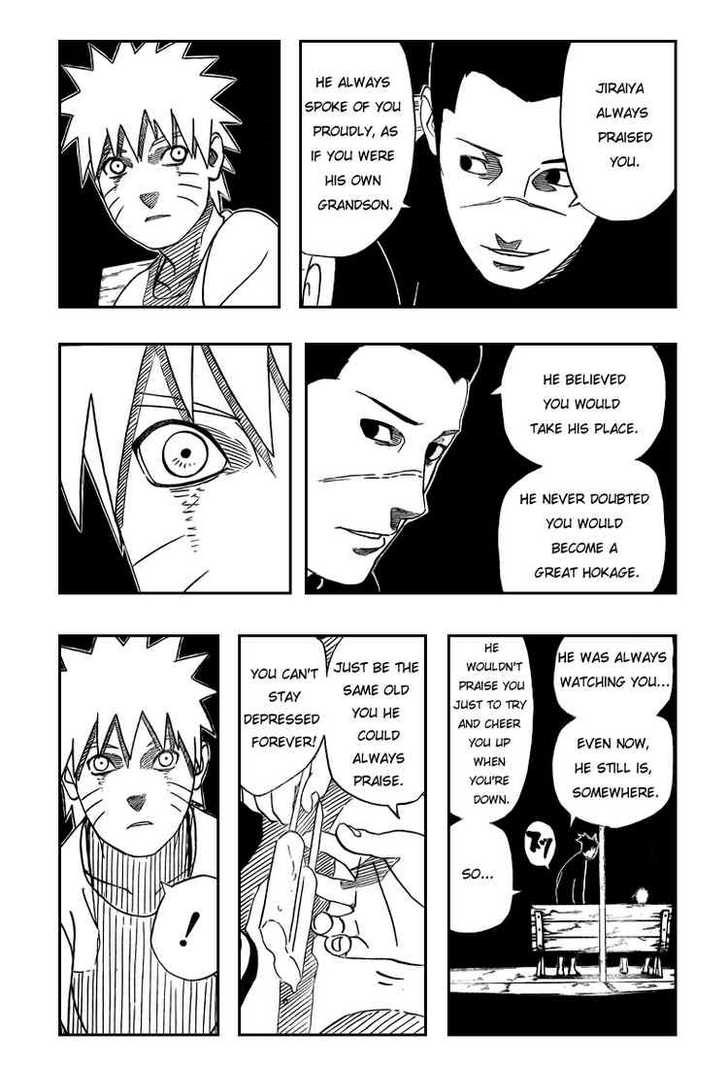 JIRAIYA
ALWAYS
PRAISED
YOU.
HE ALWAYS
SPOKE OF YOU
PROUDLY, AS
IF YOU WERE
HIS OWN
GRANDSON.
HE BELIEVED
YOU WOULD
TAKE HIS PLACE.
HE NEVER DOUBTED
YOU WOULD
BECOME A
GREAT HOKAGE.
HE WAS ALWAYS
WATCHING YOU...
EVEN NOW,
HE STILL IS,
SOMEWHERE.
HE
WOULDN'T
PRAISE YOU
JUST TO TRY
AND CHEER
YOU UP
WHEN
YOU'RE
DOWN.
SO...
JUST BE THE
SAME OLD
YOU HE
COULD
ALWAYS
PRAISE.
YOU CAN'T
STAY
DEPRESSED
FOREVER!
!